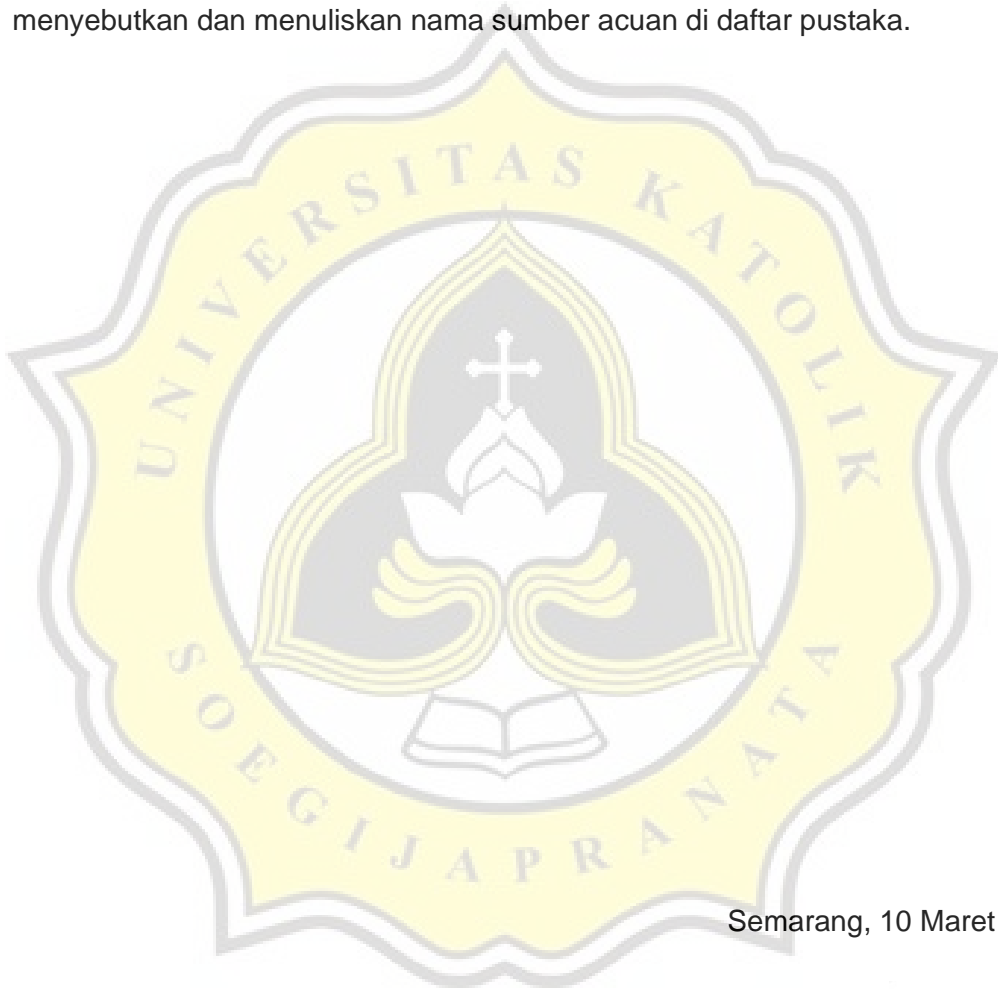 menyebutkan dan menuliskan nama sumber acuan di daftar pustaka.
UNIVERSITAS KATOLIK
SOEGIJAPRANATA
Semarang, 10 Maret